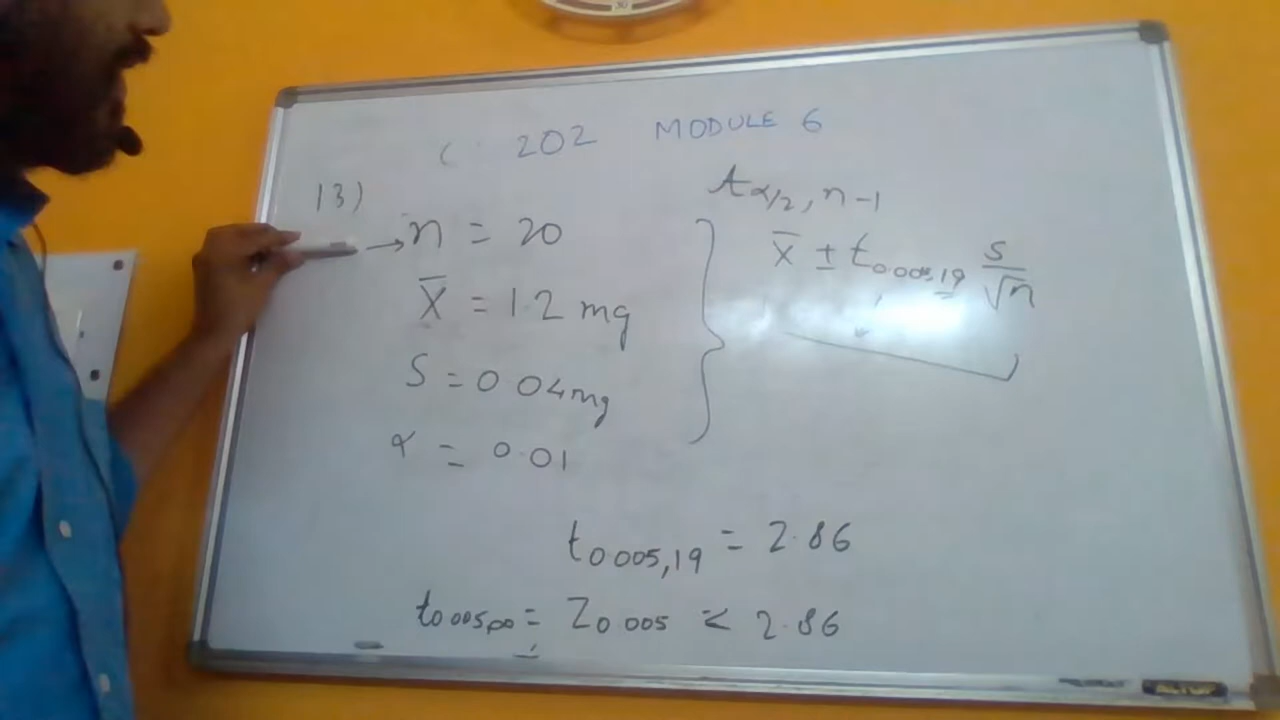 C 202 MODULE 6
13)
n = 20
X̄ = 1.2 mg
S = 0.04 mg
α = 0.01
t α/2, n-1
X̄ ± t 0.005,19 S/√n
t 0.005,19 = 2.86
t 0.005,∞ = Z 0.005 < 2.86
30